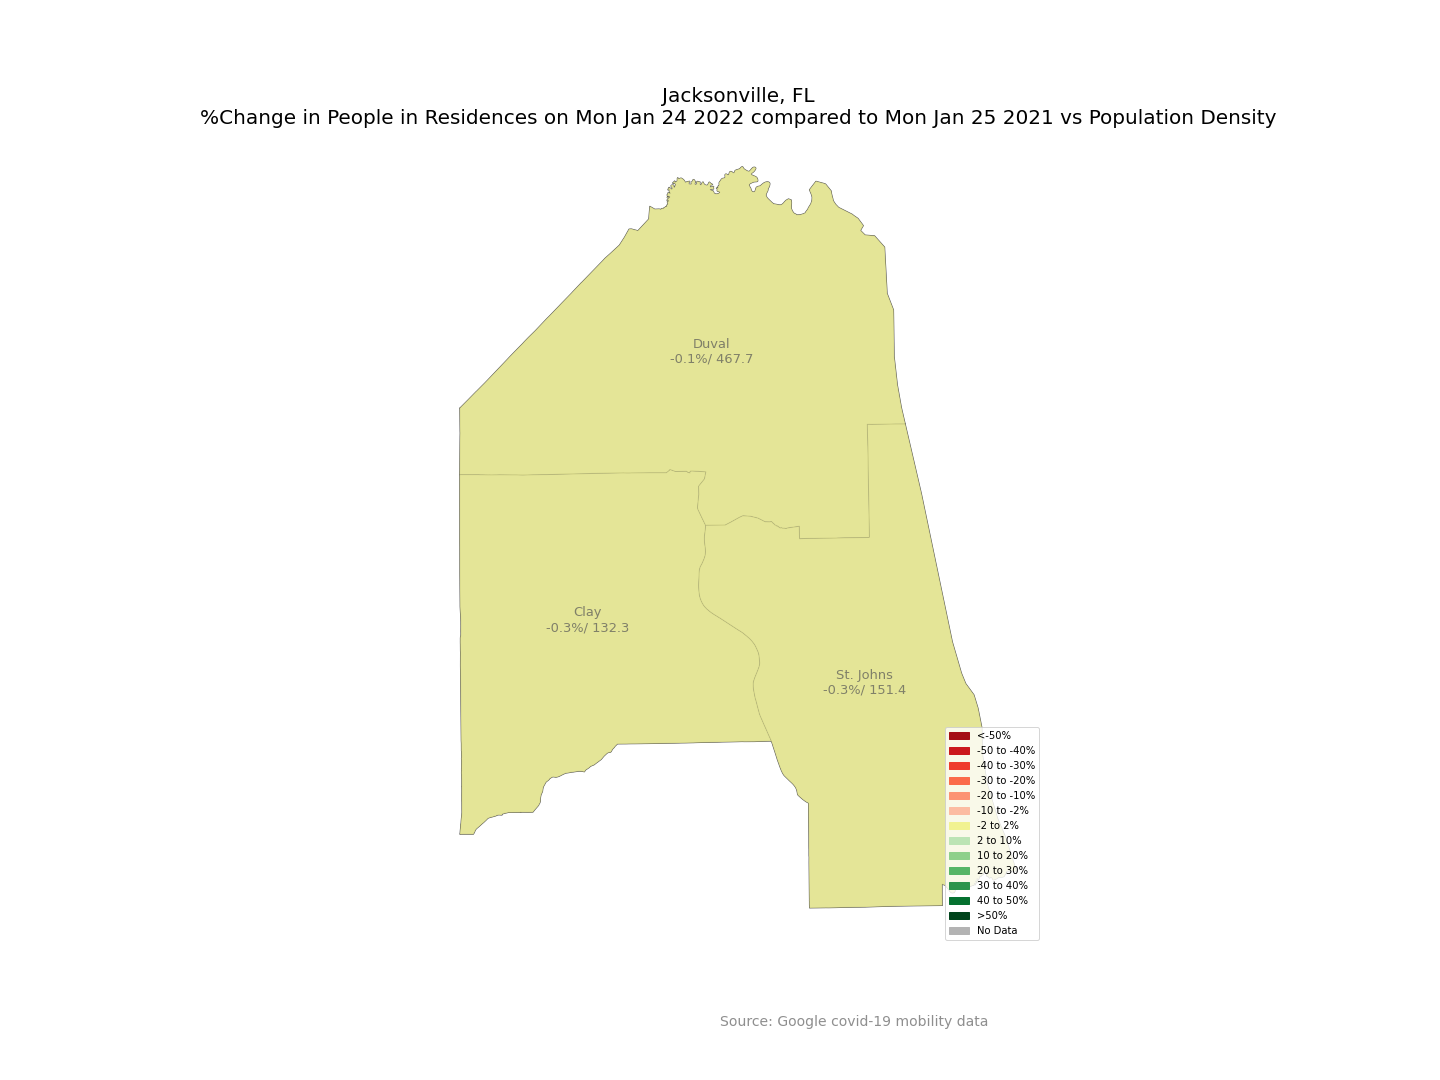 Jacksonville, FL
%Change in People in Residences on Mon Jan 24 2022 compared to Mon Jan 25 2021 vs Population Density
Duval
-0.1%/ 467.7
Clay
-0.3%/ 132.3
St. Johns
-0.3%/ 151.4
<-50%
-50 to -40%
-40 to -30%
-30 to -20%
-20 to -10%
-10 to -2%
-2 to 2%
2 to 10%
10 to 20%
20 to 30%
30 to 40%
40 to 50%
>50%
No Data
Source: Google covid-19 mobility data